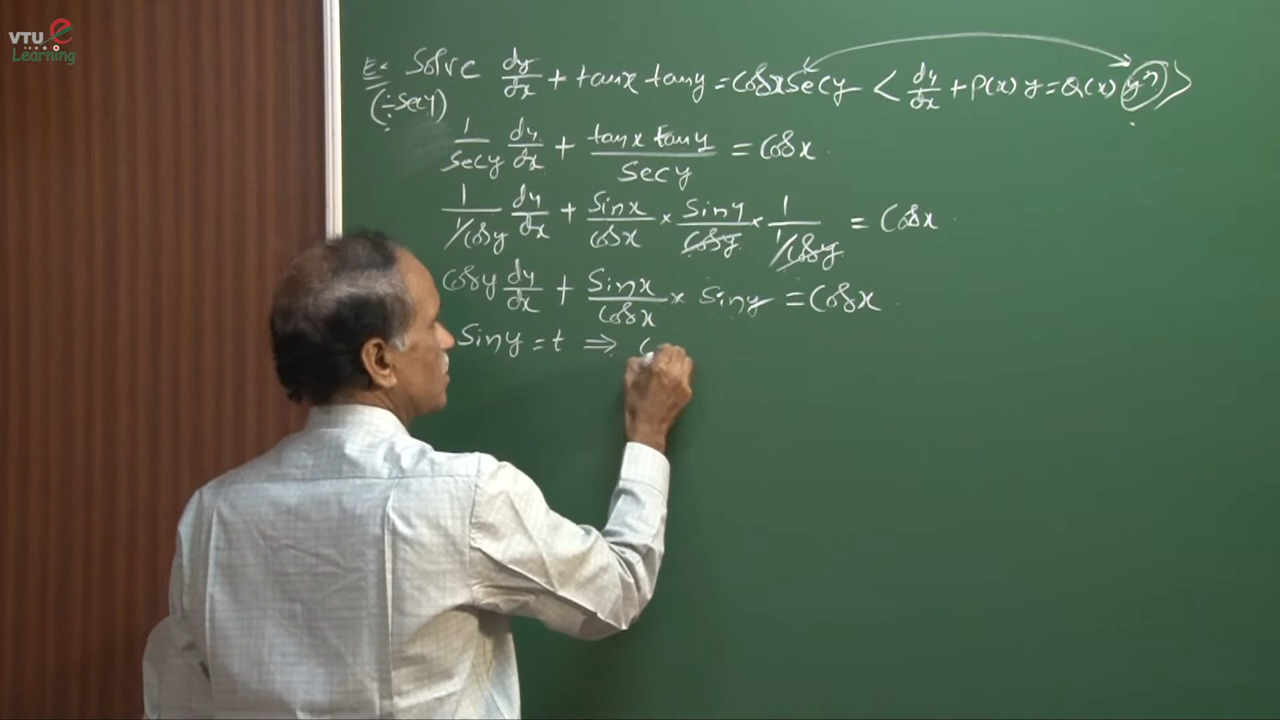 VTU e
Learning
Ex Solve dy/dx + tanx tany = Cosx Secy < dy/dx + P(x) y = Q(x) yⁿ >
(÷Secy)
1/secy dy/dx + tanx tany/secy = Cosx
1/(1/Cosy) dy/dx + Sinx/Cosx × Siny/Cosy × 1/(1/Cosy) = Cosx
Cosy dy/dx + Sinx/Cosx × Siny = Cosx
Siny = t ⇒ (